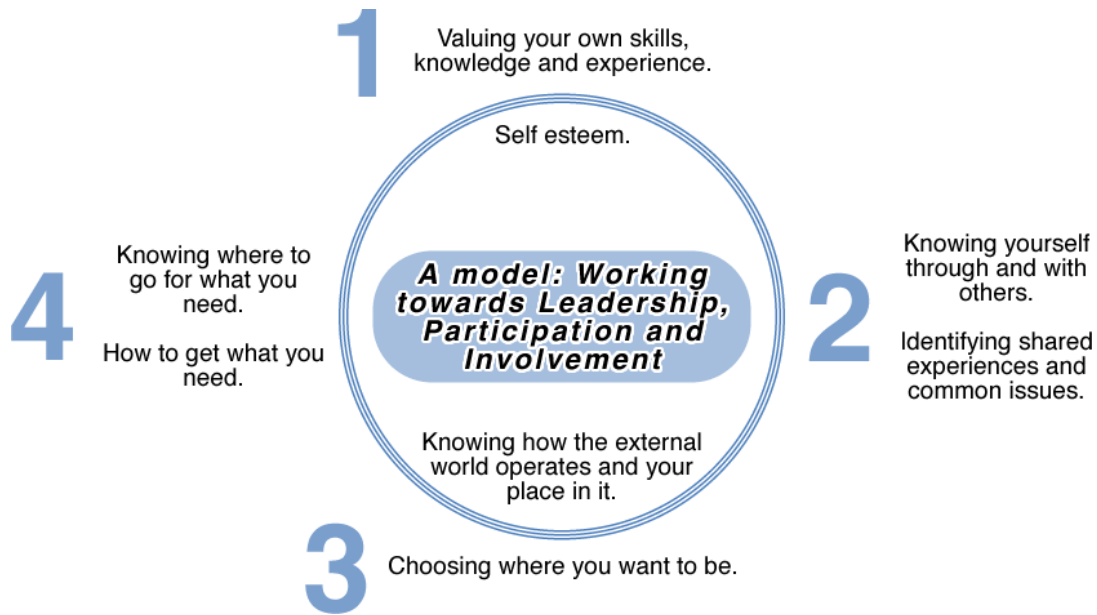 1
Valuing your own skills,
knowledge and experience.
Self esteem.
A model: Working
towards Leadership,
Participation and
Involvement
2
Knowing yourself
through and with
others.
Identifying shared
experiences and
common issues.
3
Knowing how the external
world operates and your
place in it.
Choosing where you want to be.
4
Knowing where to
go for what you
need.
How to get what you
need.